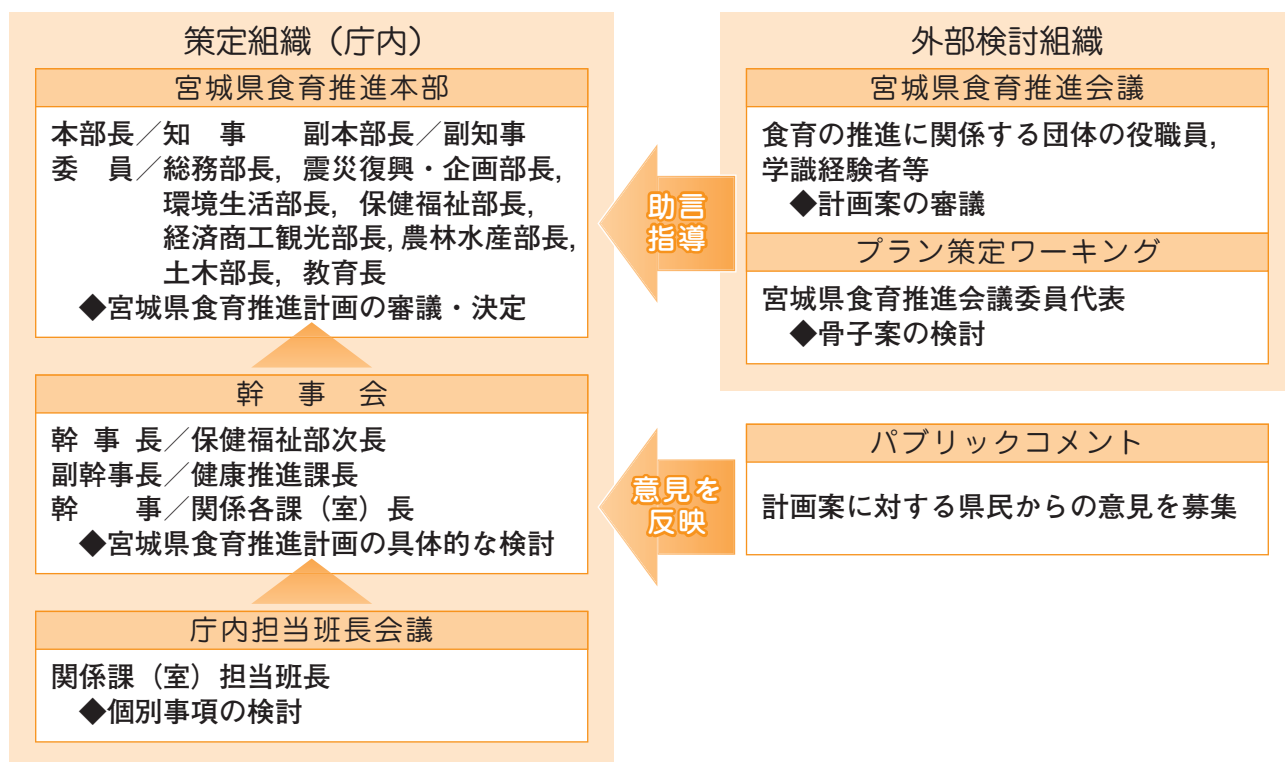 策定組織（庁内）
宮城県食育推進本部
本部長／知　事　　副本部長／副知事
委　員／総務部長，震災復興・企画部長，
環境生活部長，保健福祉部長，
経済商工観光部長，農林水産部長，
土木部長，教育長
◆宮城県食育推進計画の審議・決定
幹　事　会
幹 事 長／保健福祉部次長
副幹事長／健康推進課長
幹　　事／関係各課（室）長
◆宮城県食育推進計画の具体的な検討
庁内担当班長会議
関係課（室）担当班長
◆個別事項の検討
助言
指導
意見を
反映
外部検討組織
宮城県食育推進会議
食育の推進に関係する団体の役職員，
学識経験者等
◆計画案の審議
プラン策定ワーキング
宮城県食育推進会議委員代表
◆骨子案の検討
パブリックコメント
計画案に対する県民からの意見を募集